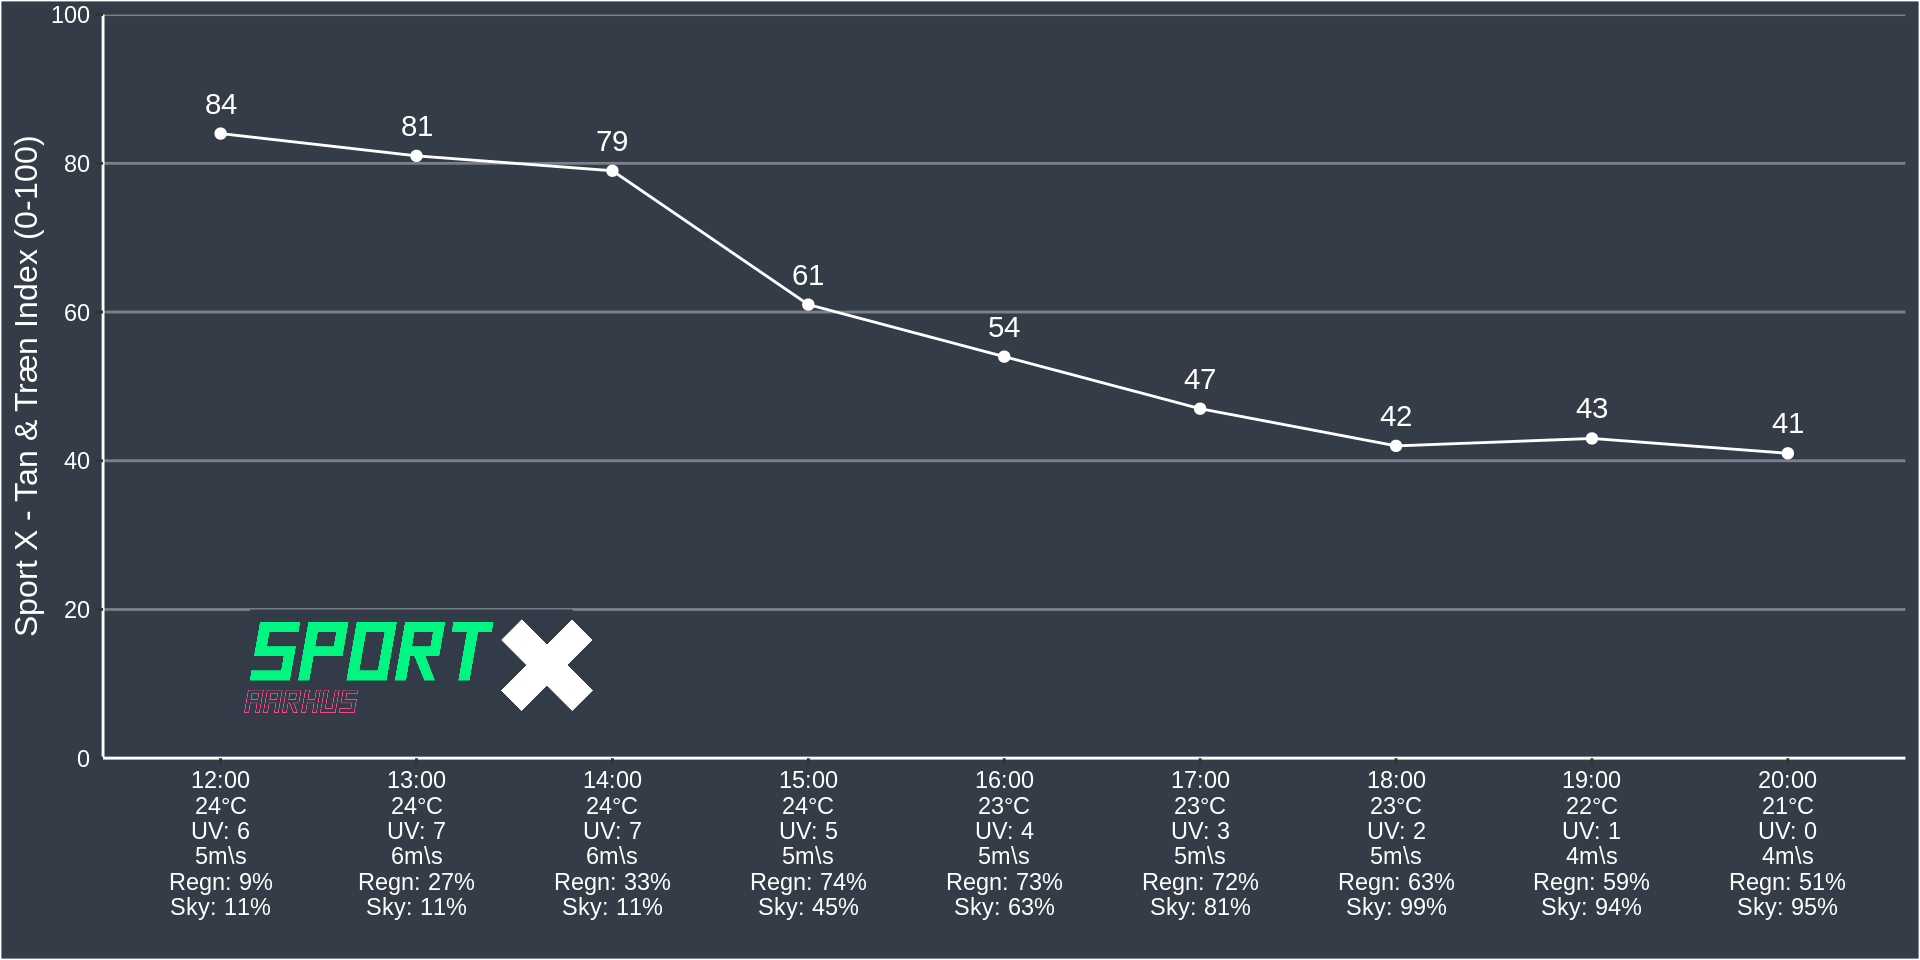 Sport X - Tan & Træn Index (0-100)
100
80
60
40
20
0
84
81
79
61
54
47
42
43
41
SPORT X
AARHUS
12:00 13:00 14:00 15:00 16:00 17:00 18:00 19:00 20:00
24°C 24°C 24°C 24°C 23°C 23°C 23°C 22°C 21°C
UV: 6 UV: 7 UV: 7 UV: 5 UV: 4 UV: 3 UV: 2 UV: 1 UV: 0
5m\s 6m\s 6m\s 5m\s 5m\s 5m\s 5m\s 4m\s 4m\s
Regn: 9% Regn: 27% Regn: 33% Regn: 74% Regn: 73% Regn: 72% Regn: 63% Regn: 59% Regn: 51%
Sky: 11% Sky: 11% Sky: 11% Sky: 45% Sky: 63% Sky: 81% Sky: 99% Sky: 94% Sky: 95%